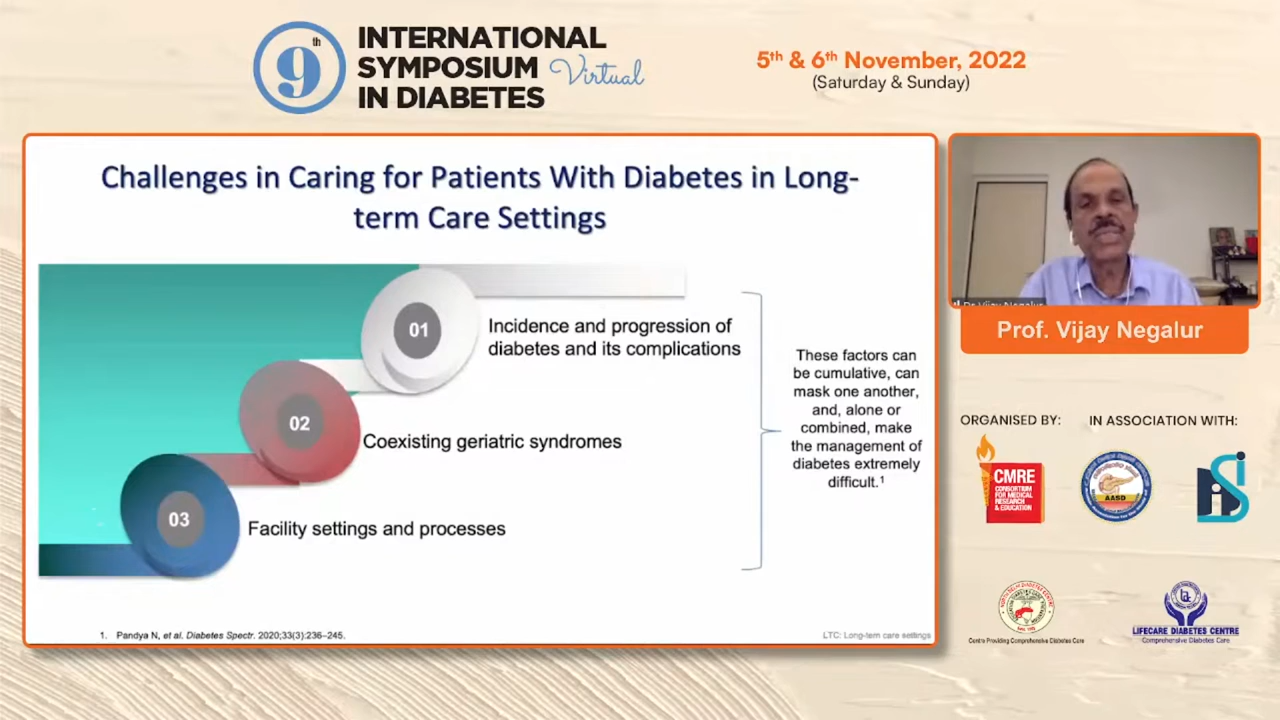 9th
INTERNATIONAL
SYMPOSIUM Virtual
IN DIABETES
5th & 6th November, 2022
(Saturday & Sunday)
Challenges in Caring for Patients With Diabetes in Long-
term Care Settings
01
Incidence and progression of
diabetes and its complications
02
Coexisting geriatric syndromes
03
Facility settings and processes
These factors can
be cumulative, can
mask one another,
and, alone or
combined, make
the management of
diabetes extremely
difficult.1
1. Pandya N, et al. Diabetes Spectr. 2020;33(3):236–245.
LTC: Long-term care settings
Dr Vijay Negalur
Prof. Vijay Negalur
ORGANISED BY:
IN ASSOCIATION WITH:
CMRE
CONSORTIUM
FOR MEDICAL
RESEARCH
& EDUCATION
AASD
Centre Providing Comprehensive Diabetes Care
LIFECARE DIABETES CENTRE
Comprehensive Diabetes Care